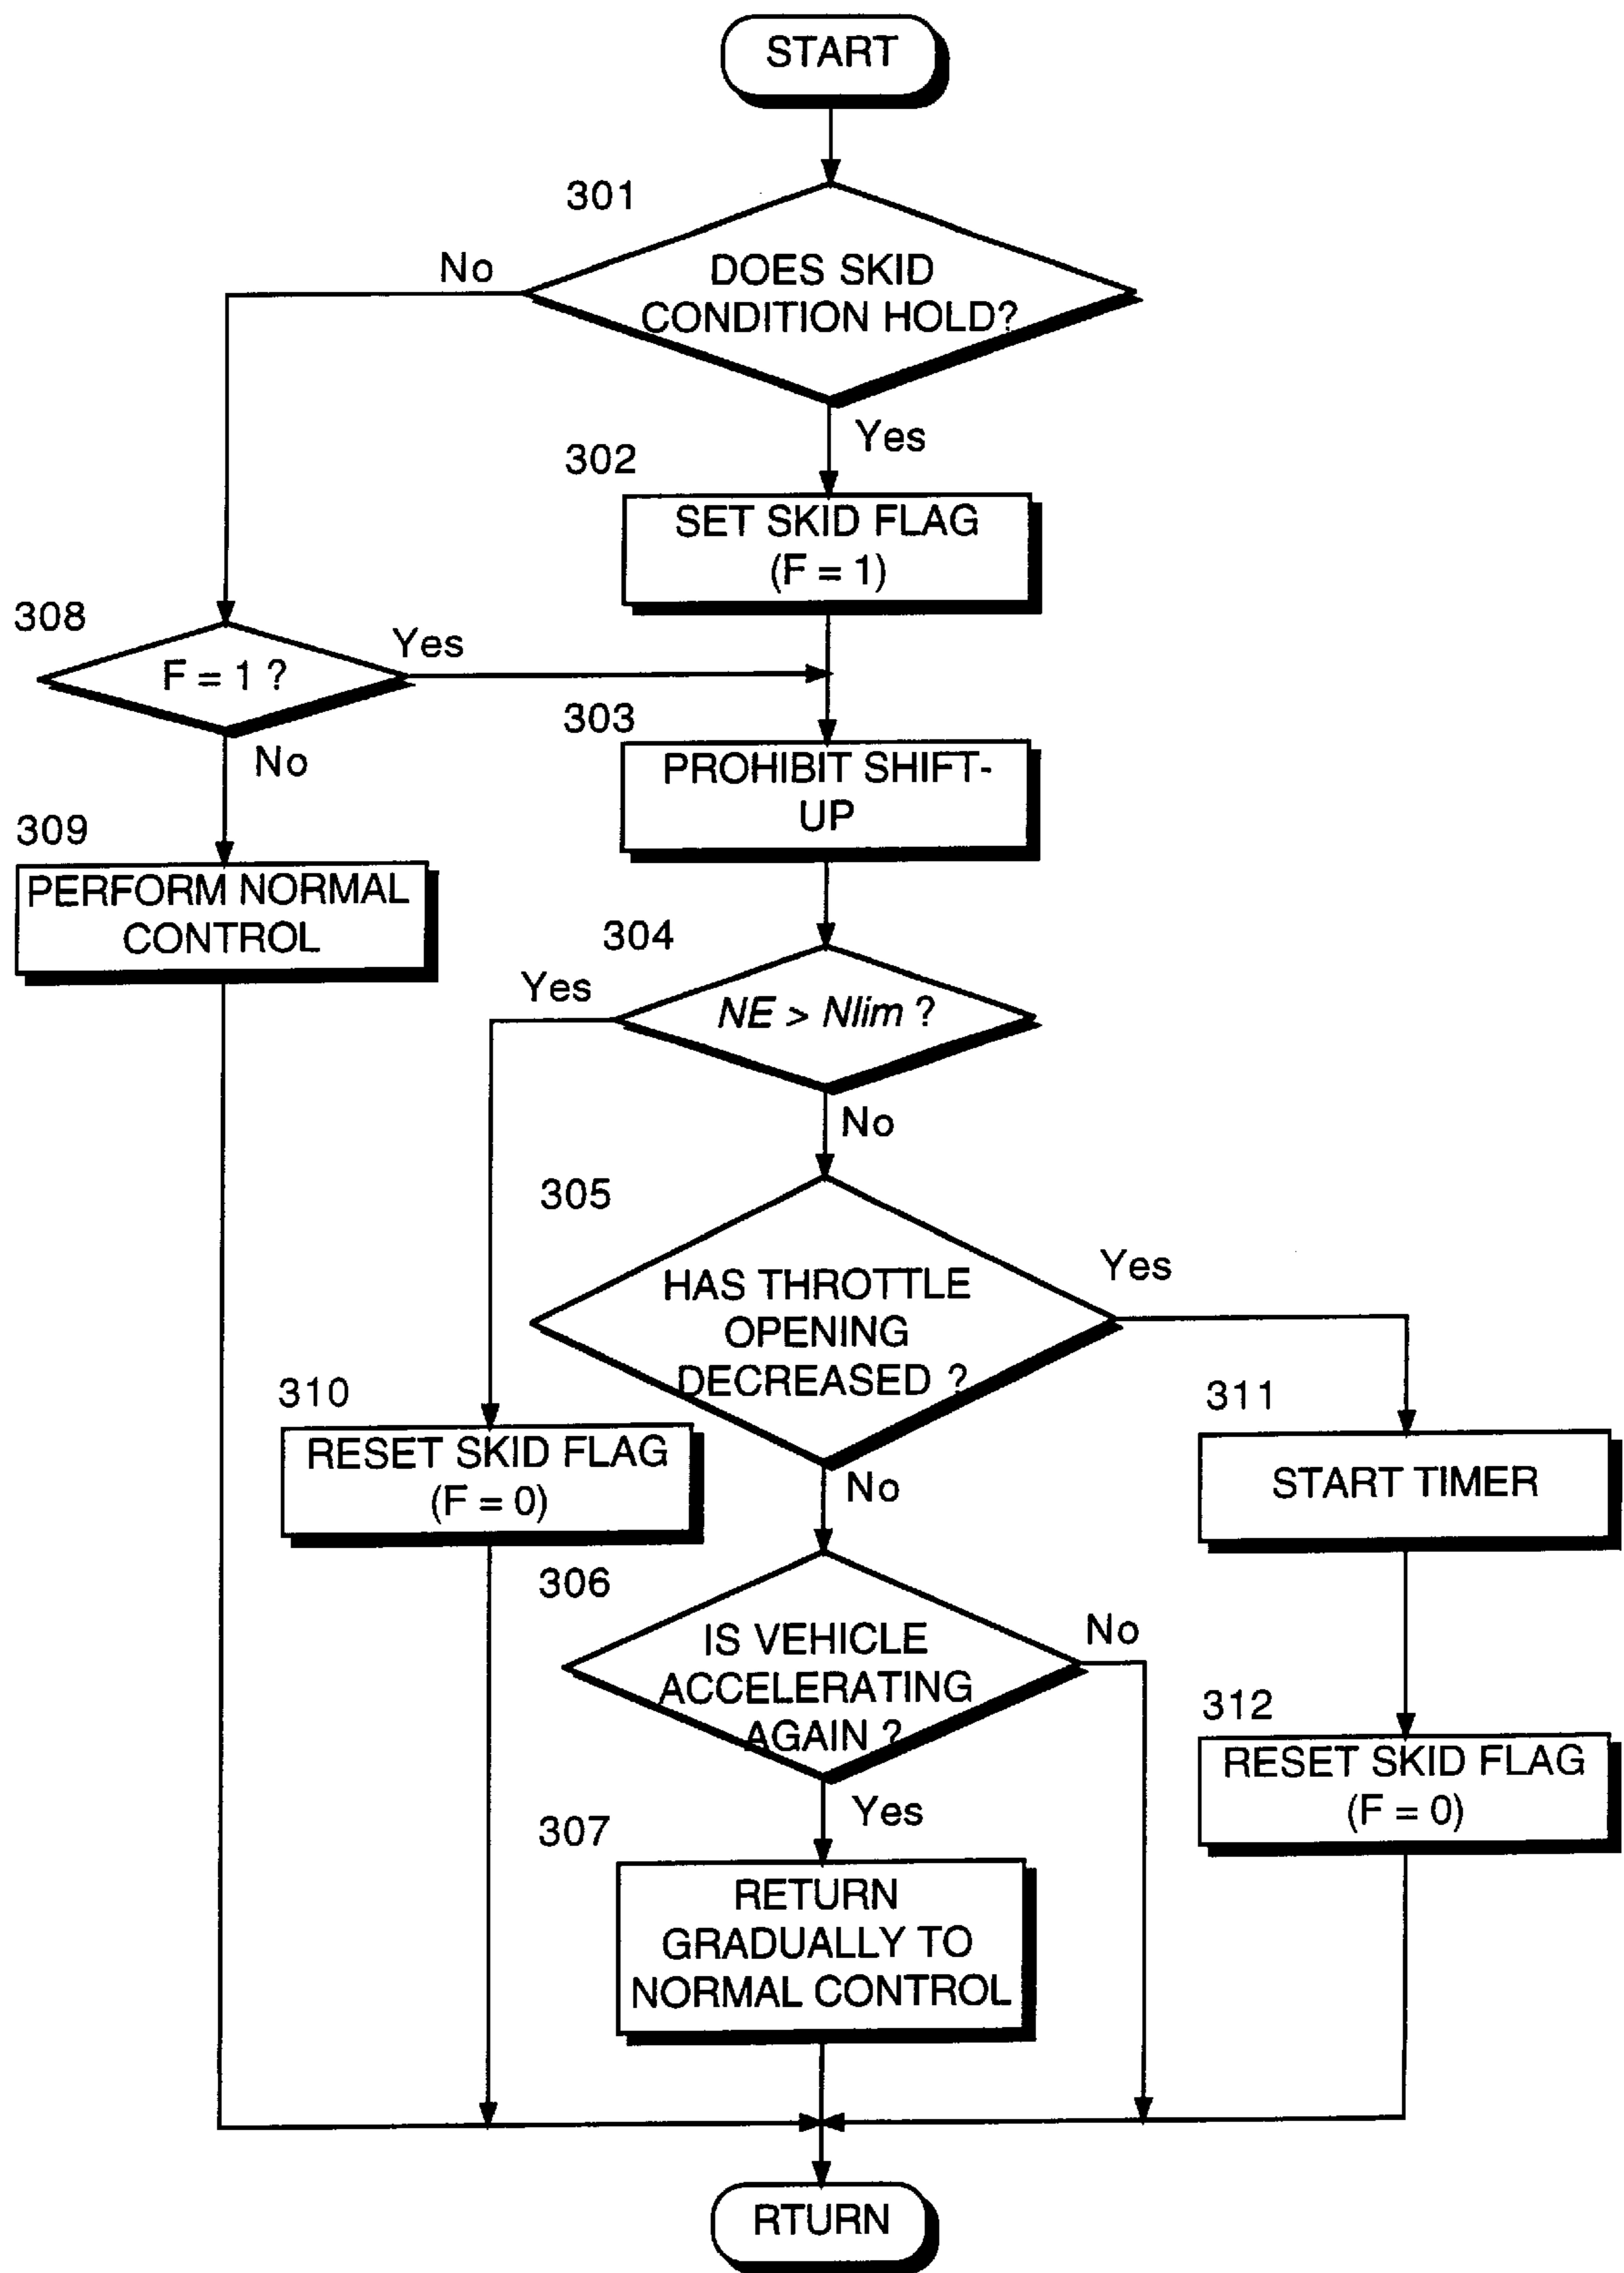 START
301
No
DOES SKID
CONDITION HOLD?
Yes
302
SET SKID FLAG
(F = 1)
308
F = 1 ?
Yes
No
303
PROHIBIT SHIFT-
UP
309
PERFORM NORMAL
CONTROL
304
Yes
NE > Nlim ?
No
305
HAS THROTTLE
OPENING
DECREASED ?
Yes
No
310
RESET SKID FLAG
(F = 0)
311
START TIMER
306
IS VEHICLE
ACCELERATING
AGAIN ?
No
Yes
312
RESET SKID FLAG
(F = 0)
307
RETURN
GRADUALLY TO
NORMAL CONTROL
RTURN